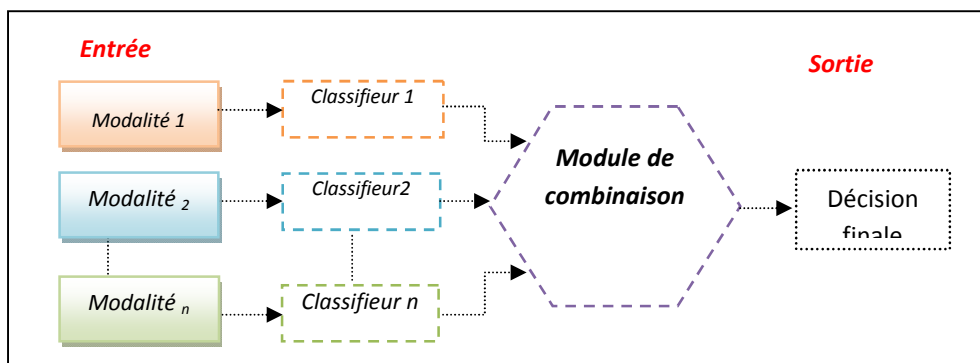 Entrée
Sortie
Modalité 1
Classifieur 1
Modalité 2
Classifieur2
Module de
combinaison
Décision
finale
Modalité n
Classifieur n